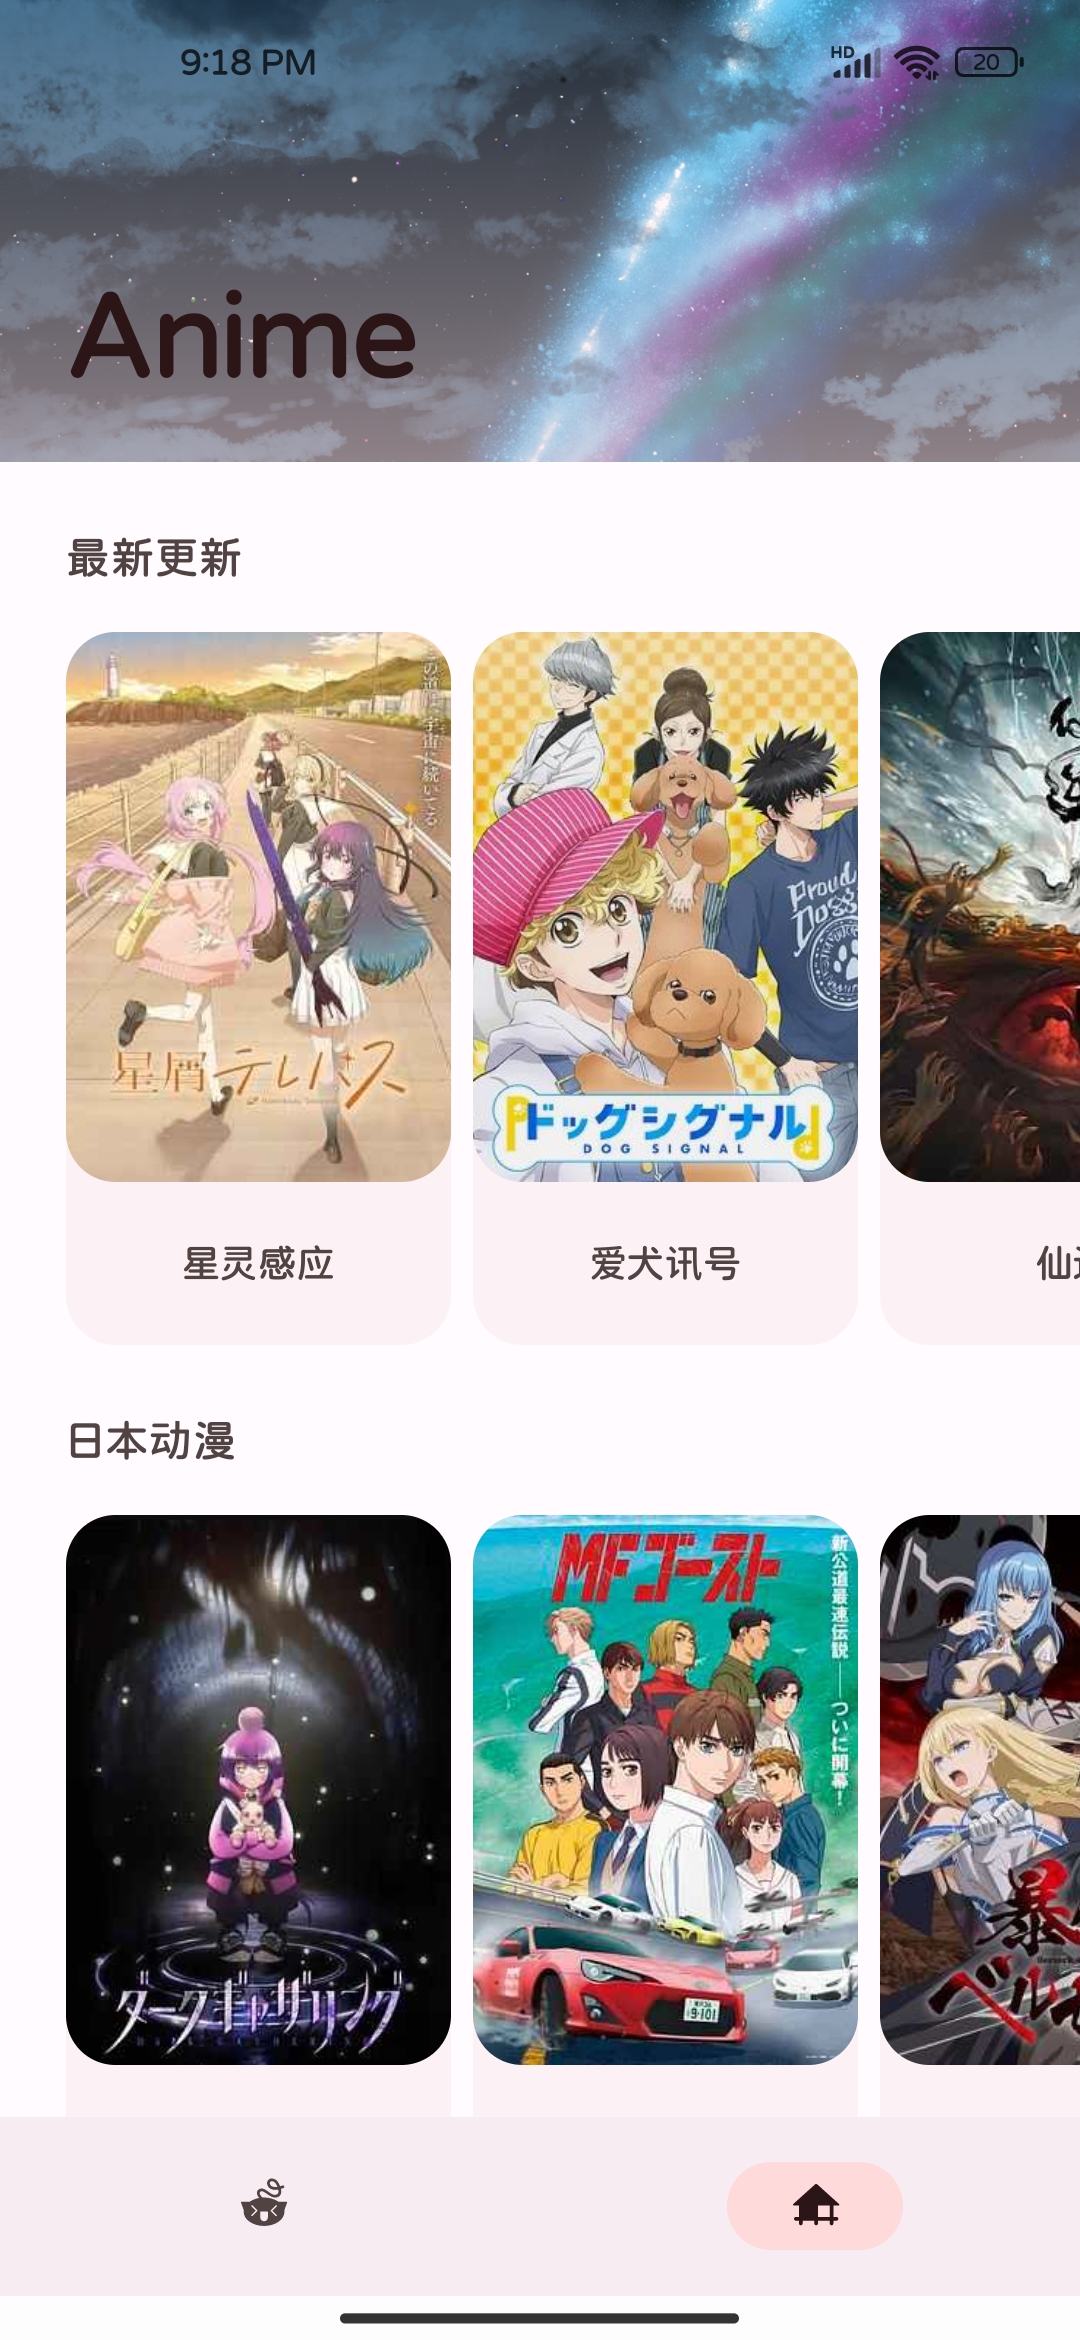 9:18 PM
HD
20
Anime
最新更新
この道は、宇宙に続いてる
星屑テレパス
Proud
Dogs
ドッグシグナル
DOG SIGNAL
星灵感应
爱犬讯号
仙
日本动漫
ダークギャザリング
MFゴースト
新公道最速伝説――ついに開幕！
9-101
暴
ベル